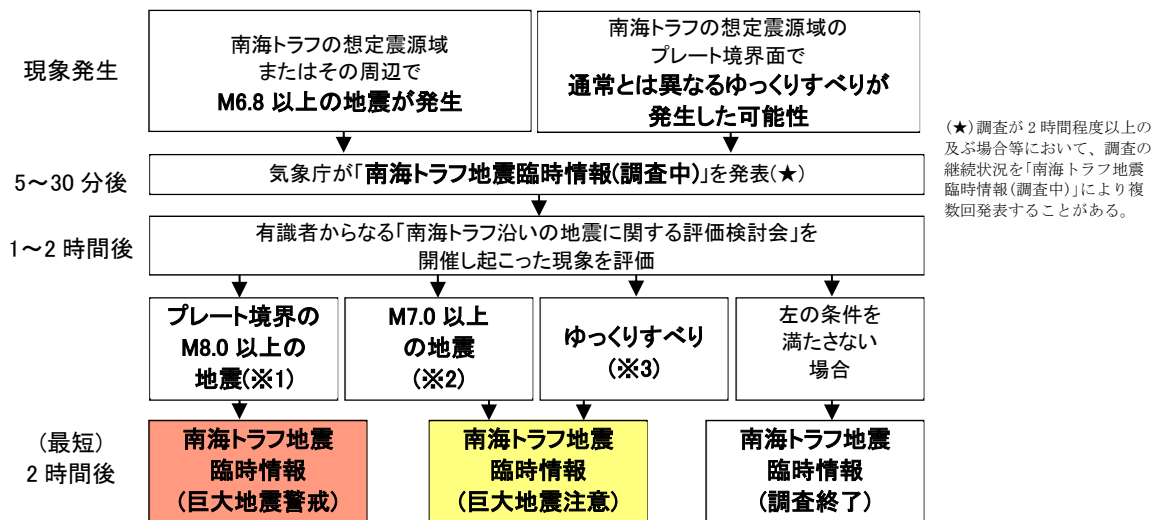 現象発生
南海トラフの想定震源域
またはその周辺で
M6.8 以上の地震が発生
南海トラフの想定震源域の
プレート境界面で
通常とは異なるゆっくりすべりが
発生した可能性
5～30 分後
気象庁が「南海トラフ地震臨時情報(調査中)」を発表(★)
(★)調査が2時間程度以上の
及ぶ場合等において、調査の
継続状況を「南海トラフ地震
臨時情報(調査中)」により複
数回発表することがある。
1～2 時間後
有識者からなる「南海トラフ沿いの地震に関する評価検討会」を
開催し起こった現象を評価
プレート境界の
M8.0 以上の
地震(※1)
M7.0 以上
の地震
(※2)
ゆっくりすべり
(※3)
左の条件を
満たさない
場合
(最短)
2 時間後
南海トラフ地震
臨時情報
(巨大地震警戒)
南海トラフ地震
臨時情報
(巨大地震注意)
南海トラフ地震
臨時情報
(調査終了)